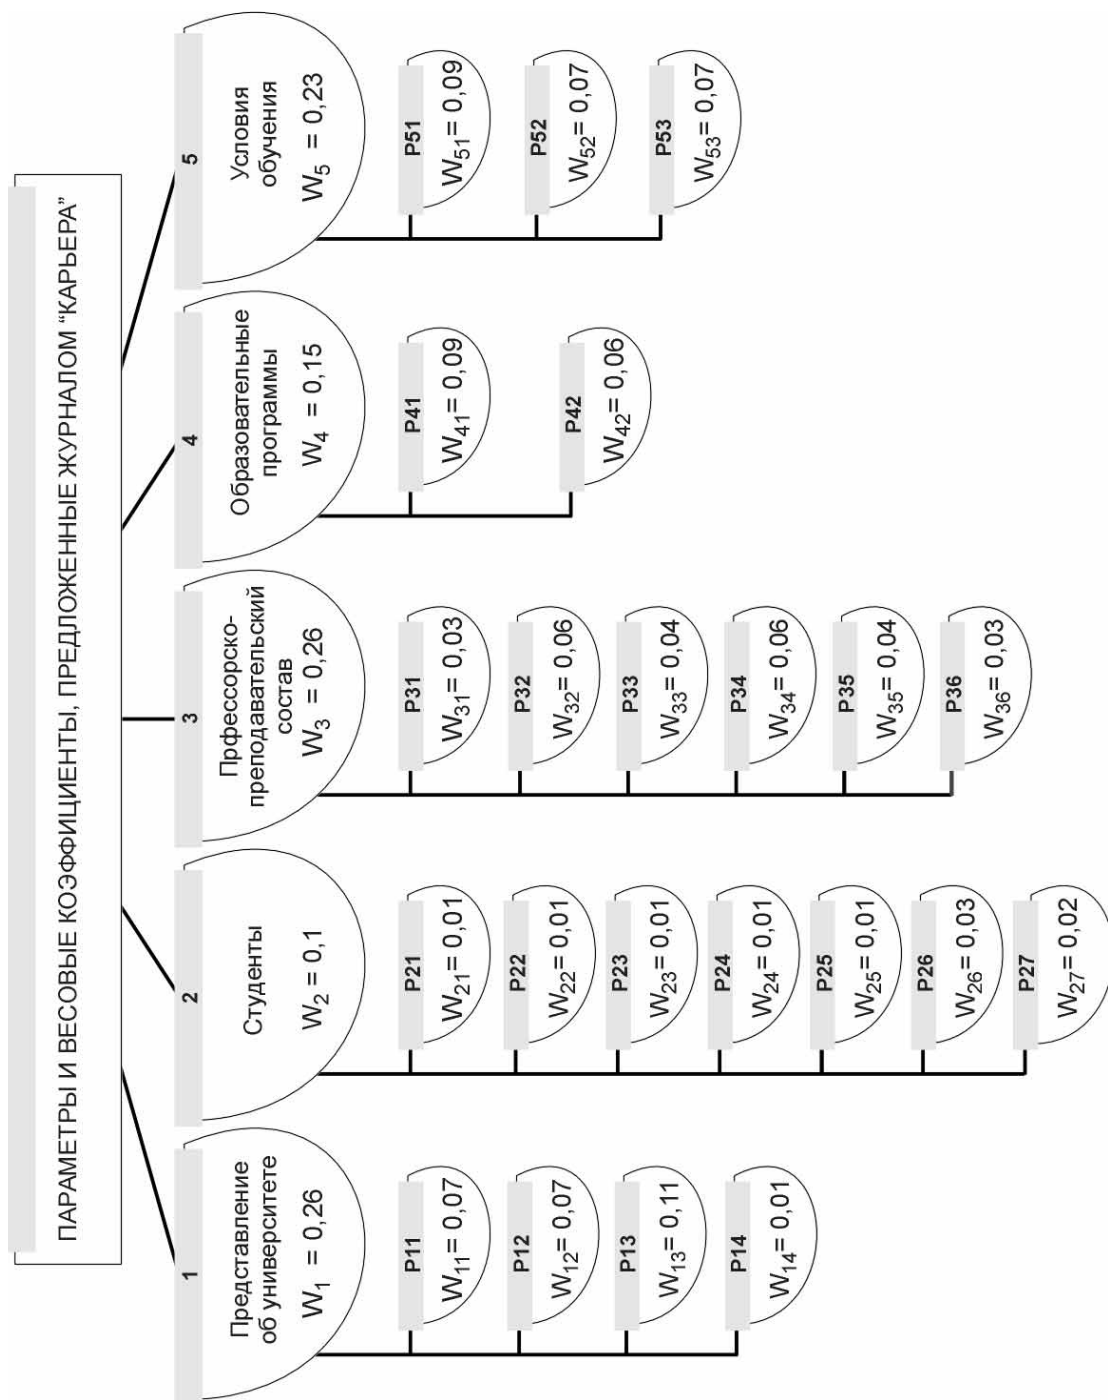 ПАРАМЕТРЫ И ВЕСОВЫЕ КОЭФФИЦИЕНТЫ, ПРЕДЛОЖЕННЫЕ ЖУРНАЛОМ "КАРЬЕРА"
1
Представление
об университете
W1 = 0,26
P11
W11= 0,07
P12
W12= 0,07
P13
W13= 0,11
P14
W14= 0,01
2
Студенты
W2 = 0,1
P21
W21= 0,01
P22
W22= 0,01
P23
W23= 0,01
P24
W24= 0,01
P25
W25= 0,01
P26
W26= 0,03
P27
W27= 0,02
3
Прфессорско-
преподавательский
состав
W3 = 0,26
P31
W31= 0,03
P32
W32= 0,06
P33
W33= 0,04
P34
W34= 0,06
P35
W35= 0,04
P36
W36= 0,03
4
Образовательные
программы
W4 = 0,15
P41
W41= 0,09
P42
W42= 0,06
5
Условия
обучения
W5 = 0,23
P51
W51= 0,09
P52
W52= 0,07
P53
W53= 0,07